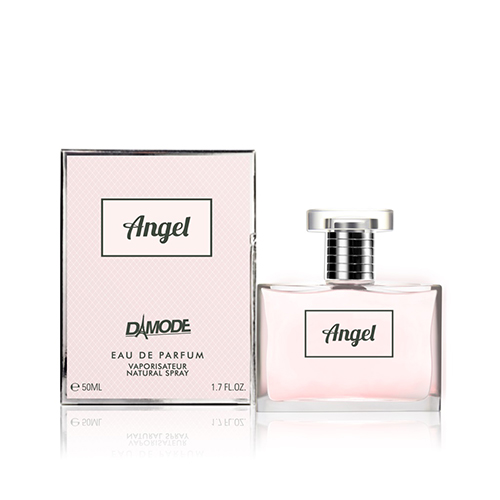 Angel
DAMODE
EAU DE PARFUM
VAPORISATEUR
NATURAL SPRAY
℮ 50ML 1.7 FL.OZ.
Angel